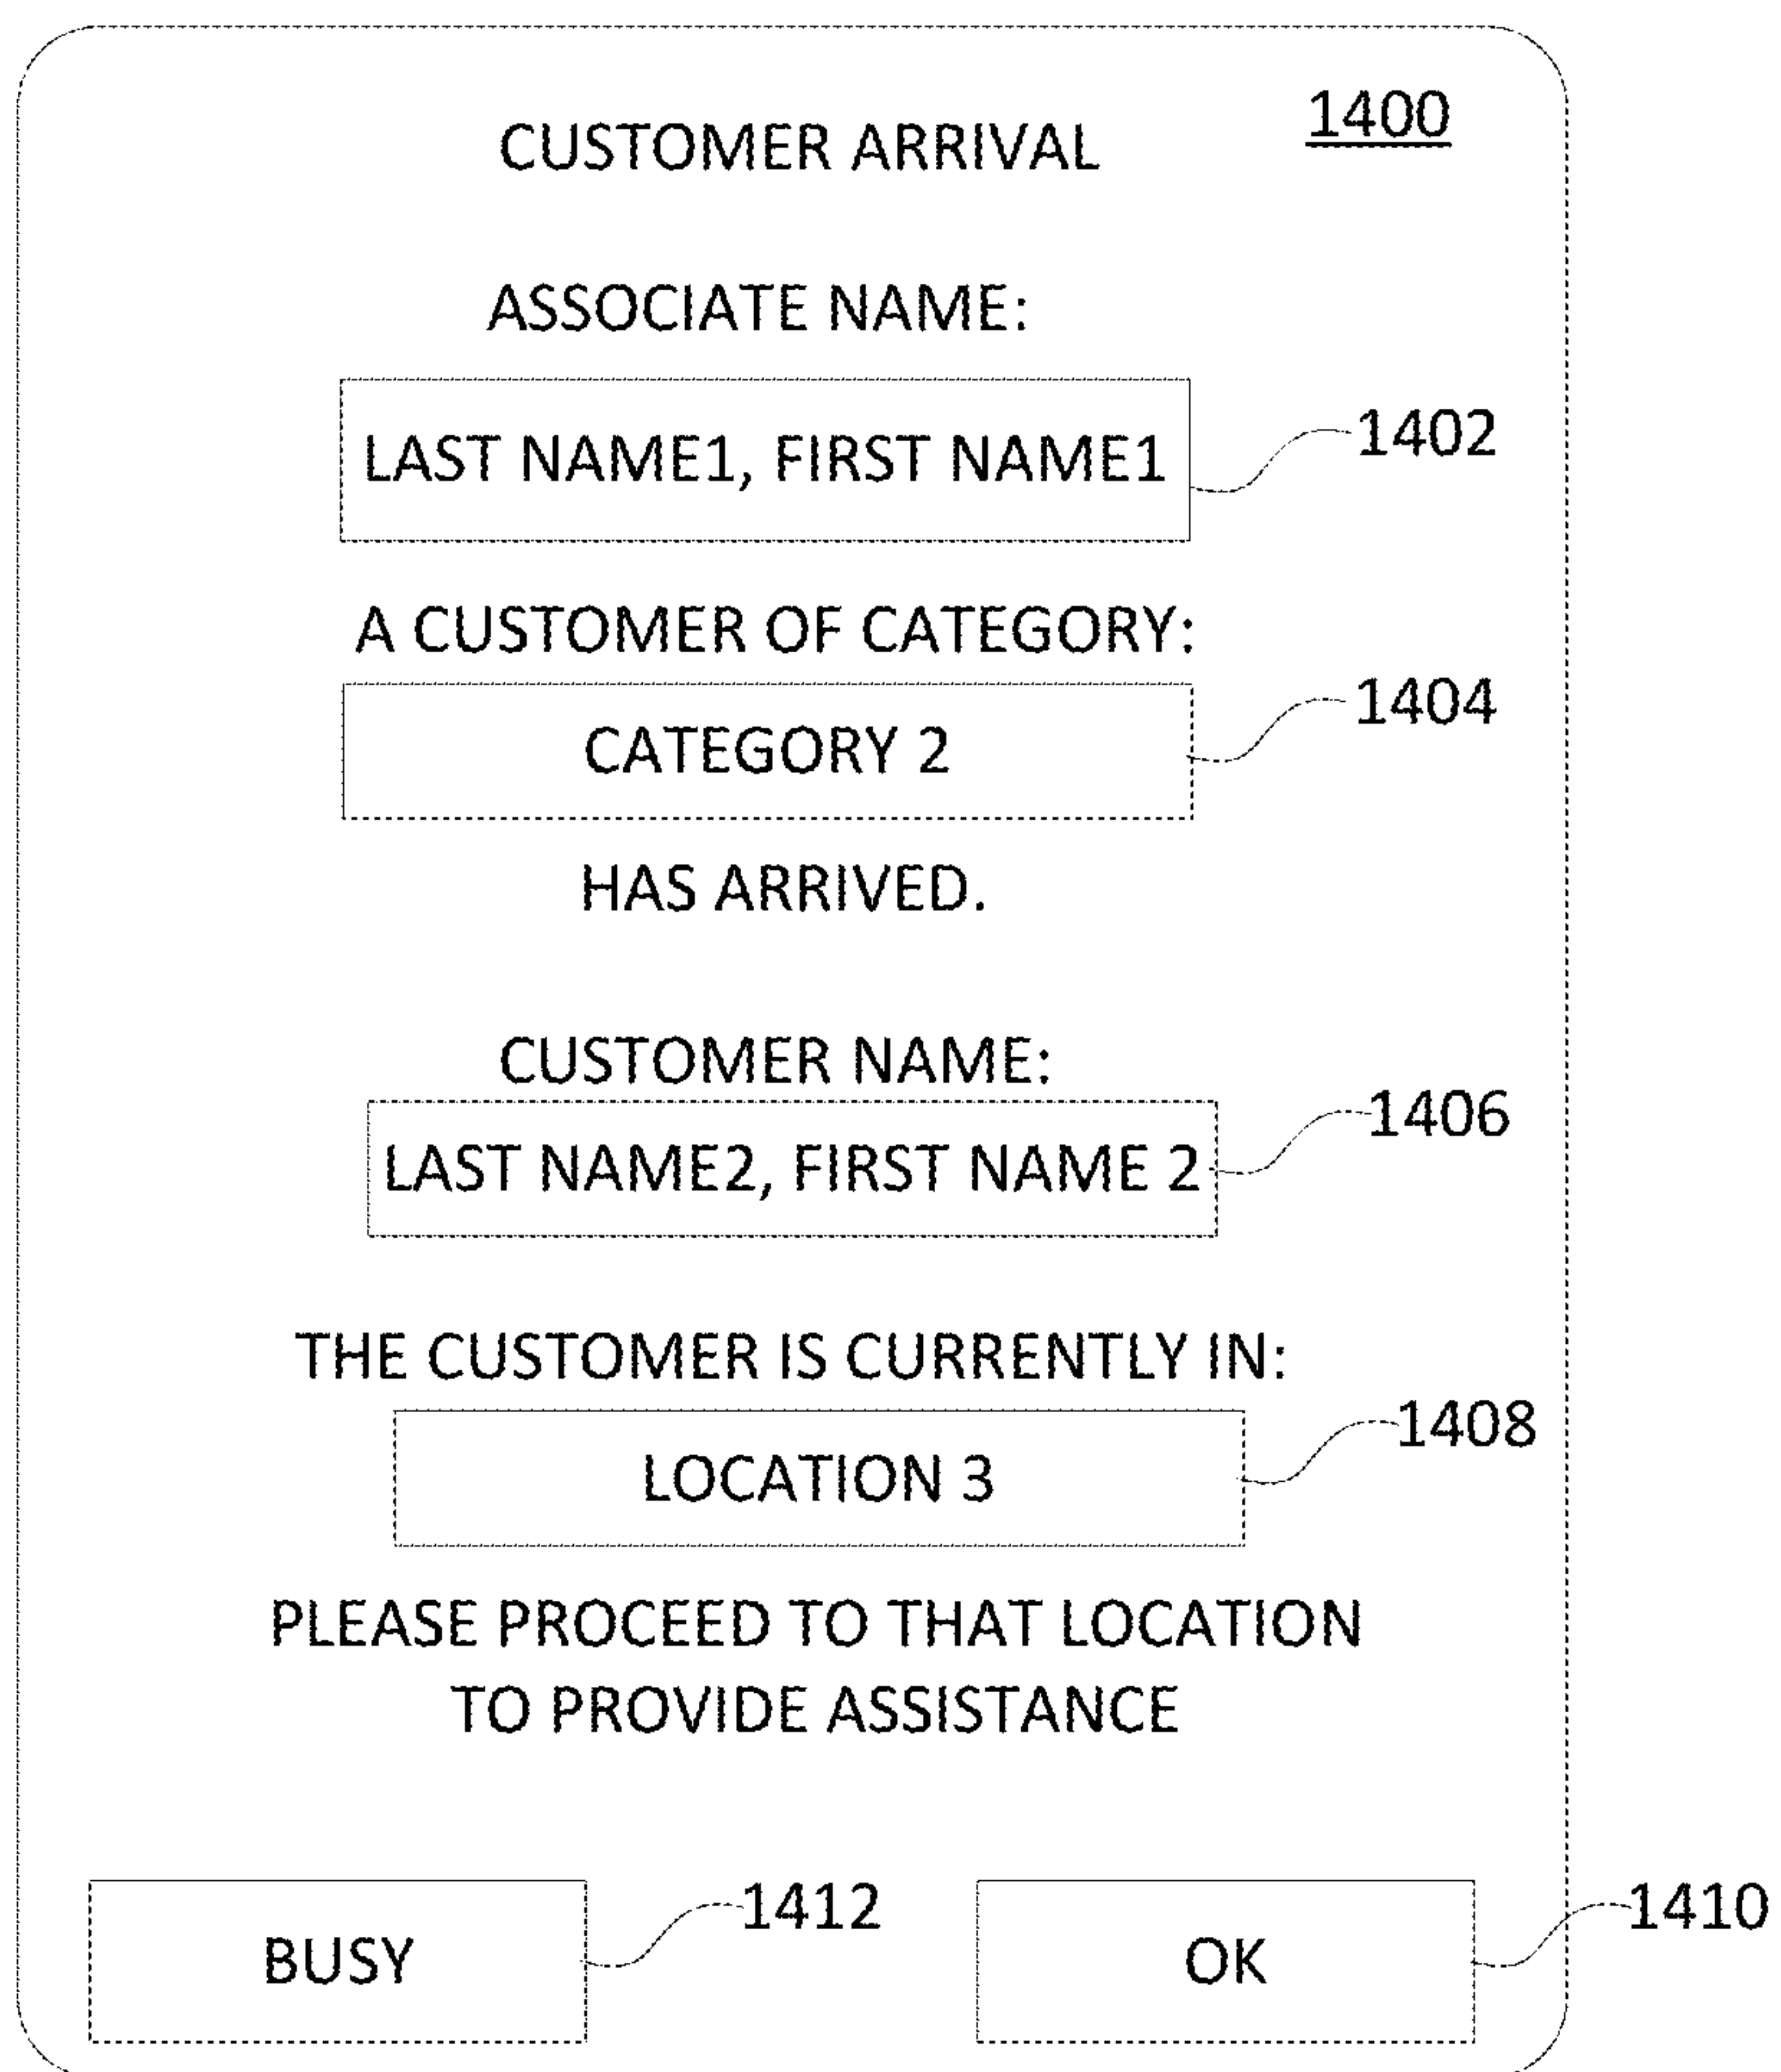 1400
CUSTOMER ARRIVAL
ASSOCIATE NAME:
LAST NAME1, FIRST NAME1
1402
A CUSTOMER OF CATEGORY:
CATEGORY 2
1404
HAS ARRIVED.
CUSTOMER NAME:
LAST NAME2, FIRST NAME 2
1406
THE CUSTOMER IS CURRENTLY IN:
LOCATION 3
1408
PLEASE PROCEED TO THAT LOCATION
TO PROVIDE ASSISTANCE
BUSY
1412
OK
1410